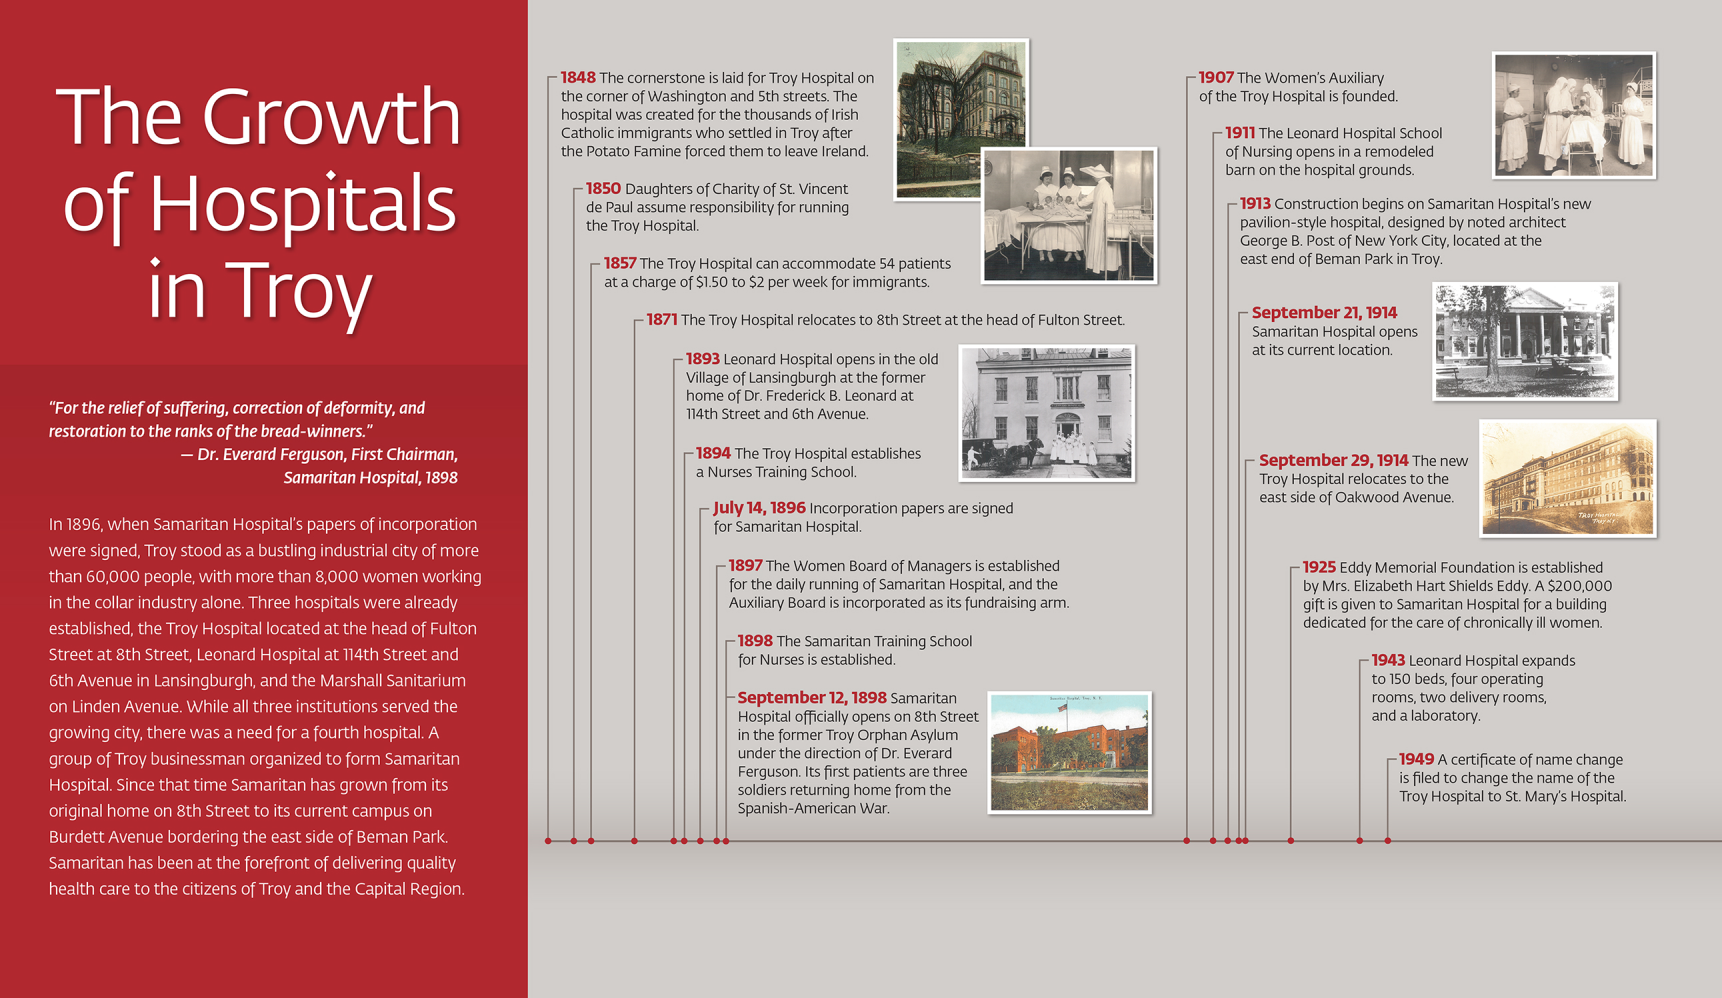 The Growth
of Hospitals
in Troy
“For the relief of suffering, correction of deformity, and
restoration to the ranks of the bread-winners.”
— Dr. Everard Ferguson, First Chairman,
Samaritan Hospital, 1898
In 1896, when Samaritan Hospital’s papers of incorporation
were signed, Troy stood as a bustling industrial city of more
than 60,000 people, with more than 8,000 women working
in the collar industry alone. Three hospitals were already
established, the Troy Hospital located at the head of Fulton
Street at 8th Street, Leonard Hospital at 114th Street and
6th Avenue in Lansingburgh, and the Marshall Sanitarium
on Linden Avenue. While all three institutions served the
growing city, there was a need for a fourth hospital. A
group of Troy businessman organized to form Samaritan
Hospital. Since that time Samaritan has grown from its
original home on 8th Street to its current campus on
Burdett Avenue bordering the east side of Beman Park.
Samaritan has been at the forefront of delivering quality
health care to the citizens of Troy and the Capital Region.
1848 The cornerstone is laid for Troy Hospital on
the corner of Washington and 5th streets. The
hospital was created for the thousands of Irish
Catholic immigrants who settled in Troy after
the Potato Famine forced them to leave Ireland.
1850 Daughters of Charity of St. Vincent
de Paul assume responsibility for running
the Troy Hospital.
1857 The Troy Hospital can accommodate 54 patients
at a charge of $1.50 to $2 per week for immigrants.
1871 The Troy Hospital relocates to 8th Street at the head of Fulton Street.
1893 Leonard Hospital opens in the old
Village of Lansingburgh at the former
home of Dr. Frederick B. Leonard at
114th Street and 6th Avenue.
1894 The Troy Hospital establishes
a Nurses Training School.
July 14, 1896 Incorporation papers are signed
for Samaritan Hospital.
1897 The Women Board of Managers is established
for the daily running of Samaritan Hospital, and the
Auxiliary Board is incorporated as its fundraising arm.
1898 The Samaritan Training School
for Nurses is established.
September 12, 1898 Samaritan
Hospital officially opens on 8th Street
in the former Troy Orphan Asylum
under the direction of Dr. Everard
Ferguson. Its first patients are three
soldiers returning home from the
Spanish-American War.
1907 The Women’s Auxiliary
of the Troy Hospital is founded.
1911 The Leonard Hospital School
of Nursing opens in a remodeled
barn on the hospital grounds.
1913 Construction begins on Samaritan Hospital’s new
pavilion-style hospital, designed by noted architect
George B. Post of New York City, located at the
east end of Beman Park in Troy.
September 21, 1914
Samaritan Hospital opens
at its current location.
September 29, 1914 The new
Troy Hospital relocates to the
east side of Oakwood Avenue.
1925 Eddy Memorial Foundation is established
by Mrs. Elizabeth Hart Shields Eddy. A $200,000
gift is given to Samaritan Hospital for a building
dedicated for the care of chronically ill women.
1943 Leonard Hospital expands
to 150 beds, four operating
rooms, two delivery rooms,
and a laboratory.
1949 A certificate of name change
is filed to change the name of the
Troy Hospital to St. Mary’s Hospital.